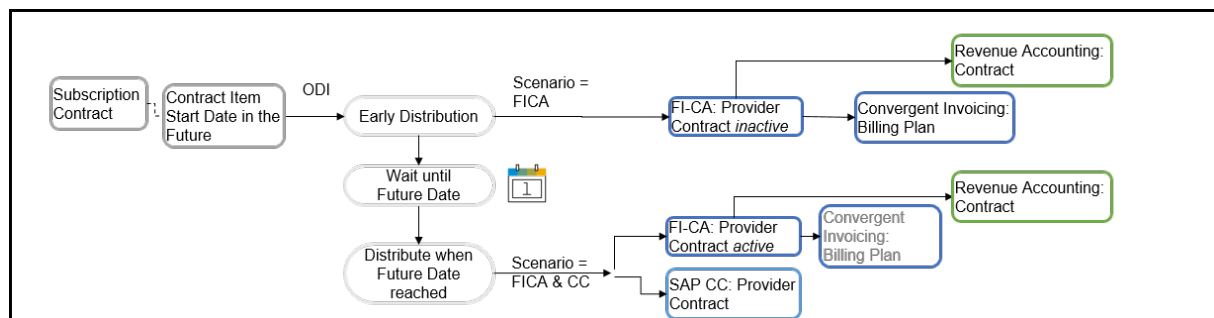 Subscription
Contract
Contract Item
Start Date in the
Future
ODI
Early Distribution
Scenario =
FICA
FI-CA: Provider
Contract inactive
Revenue Accounting:
Contract
Convergent Invoicing:
Billing Plan
Wait until
Future Date
1
Distribute when
Future Date
reached
Scenario =
FICA & CC
FI-CA: Provider
Contract active
Revenue Accounting:
Contract
Convergent
Invoicing:
Billing Plan
SAP CC: Provider
Contract